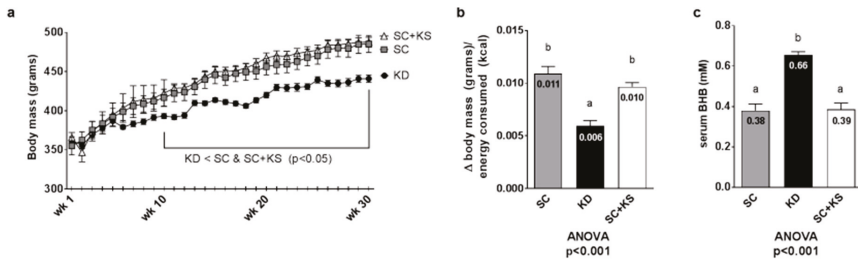 a
Body mass (grams)
500
450
400
350
300
SC+KS
SC
KD
KD < SC & SC+KS (p<0.05)
wk 1
wk 10
wk 20
wk 30
b
Δ body mass (grams)/
energy consumed (kcal)
0.015
0.010
0.005
0.000
b
a
b
0.011
0.006
0.010
SC
KD
SC+KS
ANOVA
p<0.001
c
serum BHB (mM)
0.8
0.6
0.4
0.2
0.0
a
b
a
0.38
0.66
0.39
SC
KD
SC+KS
ANOVA
p<0.001